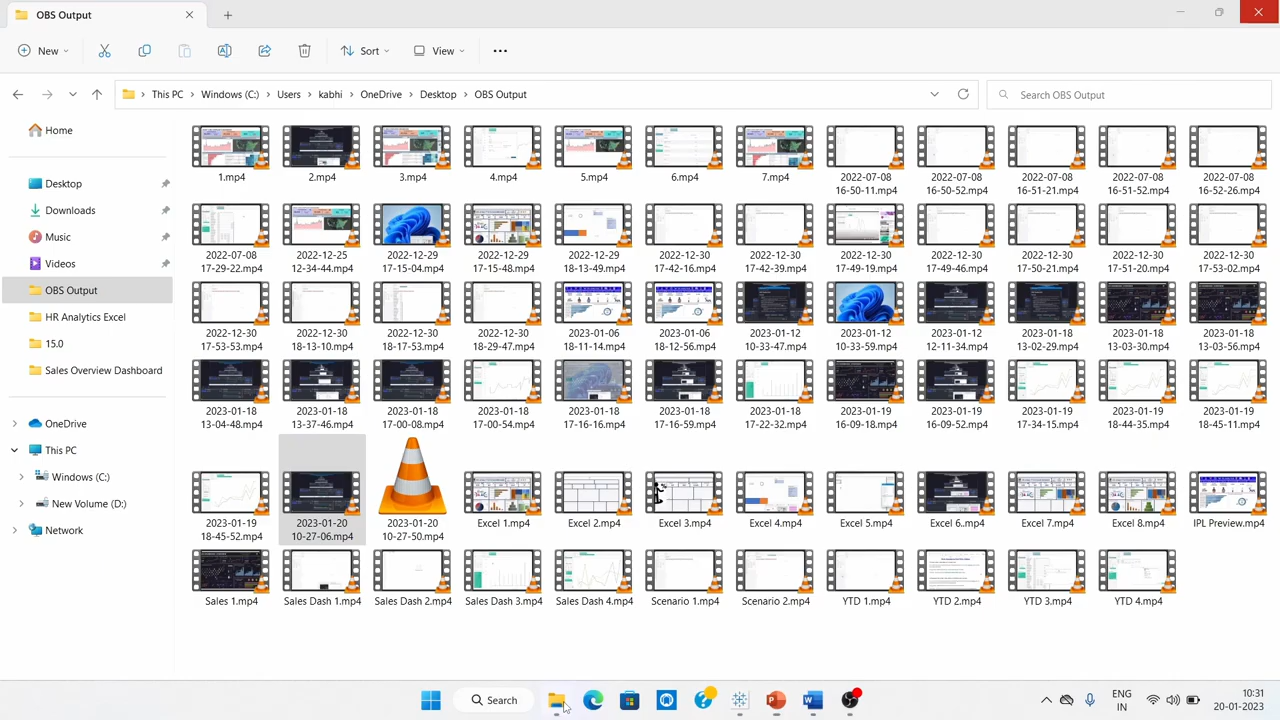 OBS Output
New
Sort
View
This PC
Windows (C:)
Users
kabhi
OneDrive
Desktop
OBS Output
Search OBS Output
Home
Desktop
Downloads
Music
Videos
OBS Output
HR Analytics Excel
15.0
Sales Overview Dashboard
OneDrive
This PC
Windows (C:)
New Volume (D:)
Network
1.mp4
2.mp4
3.mp4
4.mp4
5.mp4
6.mp4
7.mp4
2022-07-08
16-50-11.mp4
2022-07-08
16-50-52.mp4
2022-07-08
16-51-21.mp4
2022-07-08
16-51-52.mp4
2022-07-08
16-52-26.mp4
2022-07-08
17-29-22.mp4
2022-12-25
12-34-44.mp4
2022-12-29
17-15-04.mp4
2022-12-29
17-15-48.mp4
2022-12-29
18-13-49.mp4
2022-12-30
17-42-16.mp4
2022-12-30
17-42-39.mp4
2022-12-30
17-49-19.mp4
2022-12-30
17-49-46.mp4
2022-12-30
17-50-21.mp4
2022-12-30
17-51-20.mp4
2022-12-30
17-53-02.mp4
2022-12-30
17-53-53.mp4
2022-12-30
18-13-10.mp4
2022-12-30
18-17-53.mp4
2022-12-30
18-29-47.mp4
2023-01-06
18-11-14.mp4
2023-01-06
18-12-56.mp4
2023-01-12
10-33-47.mp4
2023-01-12
10-33-59.mp4
2023-01-12
12-11-34.mp4
2023-01-18
13-02-29.mp4
2023-01-18
13-03-30.mp4
2023-01-18
13-03-56.mp4
2023-01-18
13-04-48.mp4
2023-01-18
13-37-46.mp4
2023-01-18
17-00-08.mp4
2023-01-18
17-00-54.mp4
2023-01-18
17-16-16.mp4
2023-01-18
17-16-59.mp4
2023-01-18
17-22-32.mp4
2023-01-19
16-09-18.mp4
2023-01-19
16-09-52.mp4
2023-01-19
17-34-15.mp4
2023-01-19
18-44-35.mp4
2023-01-19
18-45-11.mp4
2023-01-19
18-45-52.mp4
2023-01-20
10-27-06.mp4
2023-01-20
10-27-50.mp4
Excel 1.mp4
Excel 2.mp4
Excel 3.mp4
Excel 4.mp4
Excel 5.mp4
Excel 6..mp4
Excel 7.mp4
Excel 8.mp4
IPL Preview.mp4
Sales 1.mp4
Sales Dash 1.mp4
Sales Dash 2.mp4
Sales Dash 3.mp4
Sales Dash 4.mp4
Scenario 1.mp4
Scenario 2.mp4
YTD 1.mp4
YTD 2.mp4
YTD 3.mp4
YTD 4.mp4
Search
ENG
IN
10:31
20-01-2023